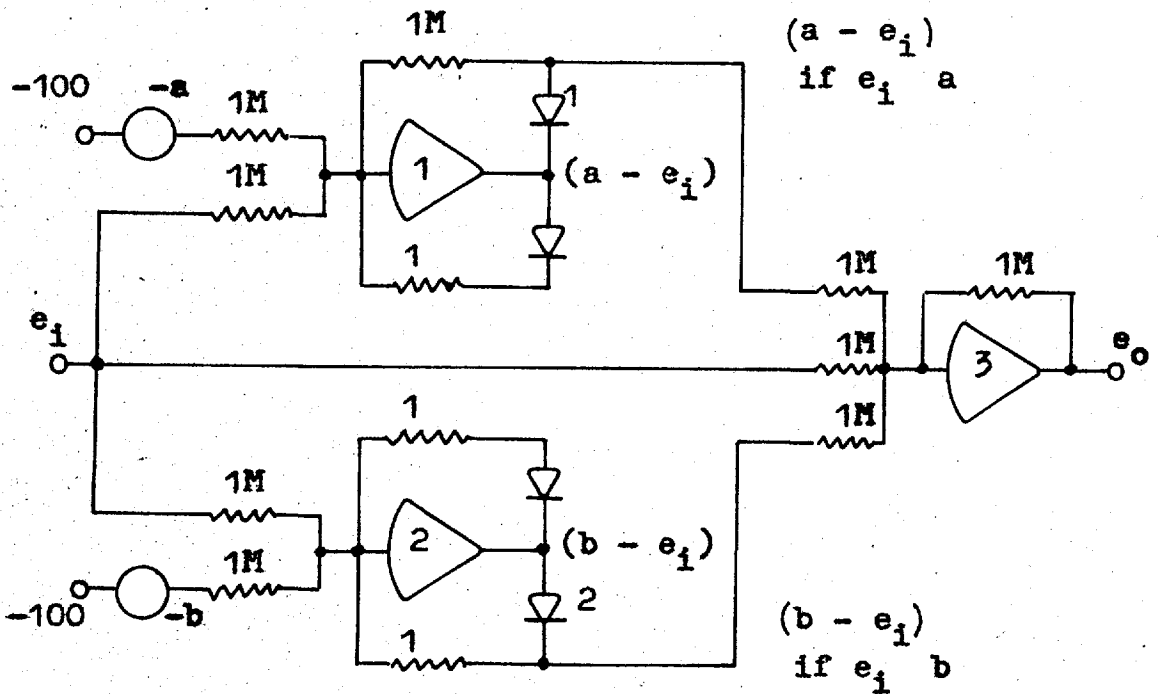 1M
(a - e_i)
if e_i a
-100
-a
1M
1
1M
1
(a - e_i)
1
e_i
1M
1M
1M
3
e_o
1M
1
1M
2
(b - e_i)
1M
-100
-b
2
1
(b - e_i)
if e_i b